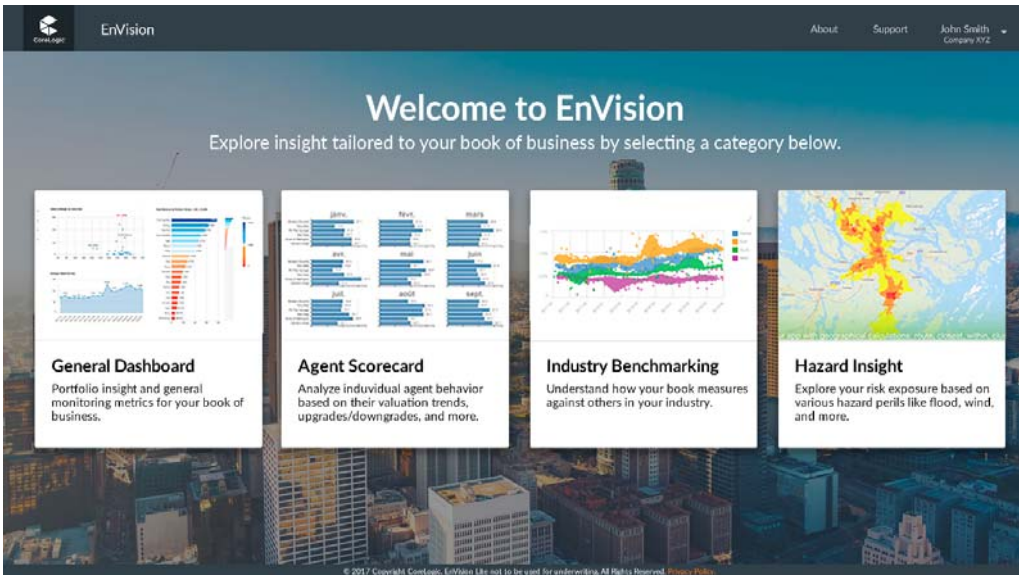 CoreLogic
EnVision
About
Support
John Smith
Company XYZ
Welcome to EnVision
Explore insight tailored to your book of business by selecting a category below.
janv.
févr.
mars
avr.
mai
juin
juil.
août
sept.
General Dashboard
Portfolio insight and general
monitoring metrics for your book of
business.
Agent Scorecard
Analyze induvidual agent behavior
based on their valuation trends,
upgrades/downgrades, and more.
Industry Benchmarking
Understand how your book measures
against others in your industry.
Hazard Insight
Explore your risk exposure based on
various hazard perils like flood, wind,
and more.
© 2017 Copyright CoreLogic. EnVision Lite not to be used for underwriting. All Rights Reserved. Privacy Policy.